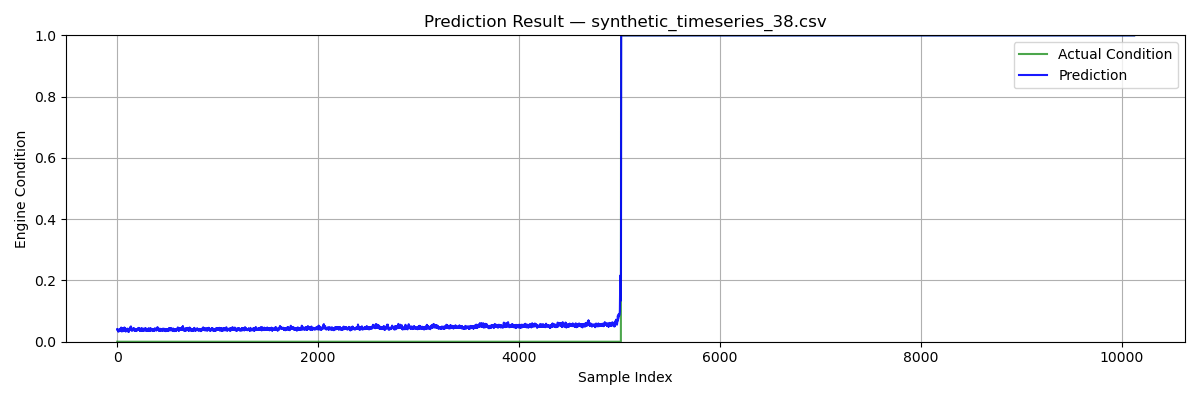 Prediction Result — synthetic_timeseries_38.csv
1.0
0.8
0.6
0.4
0.2
0.0
Engine Condition
Actual Condition
Prediction
0 2000 4000 6000 8000 10000
Sample Index